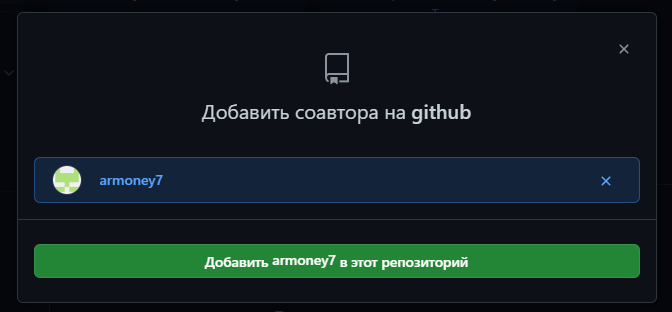 Добавить соавтора на github
armoney7
Добавить armoney7 в этот репозиторий